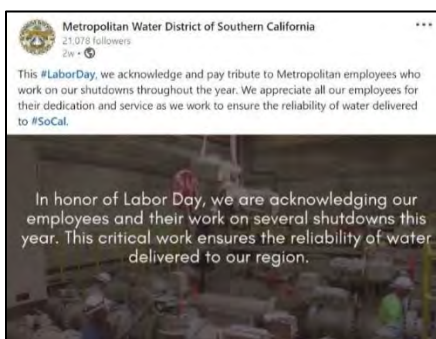 Metropolitan Water District of Southern California
21,078 followers
2w •
This #LaborDay, we acknowledge and pay tribute to Metropolitan employees who
work on our shutdowns throughout the year. We appreciate all our employees for
their dedication and service as we work to ensure the reliability of water delivered
to #SoCal.
In honor of Labor Day, we are acknowledging our
employees and their work on several shutdowns this
year. This critical work ensures the reliability of water
delivered to our region.